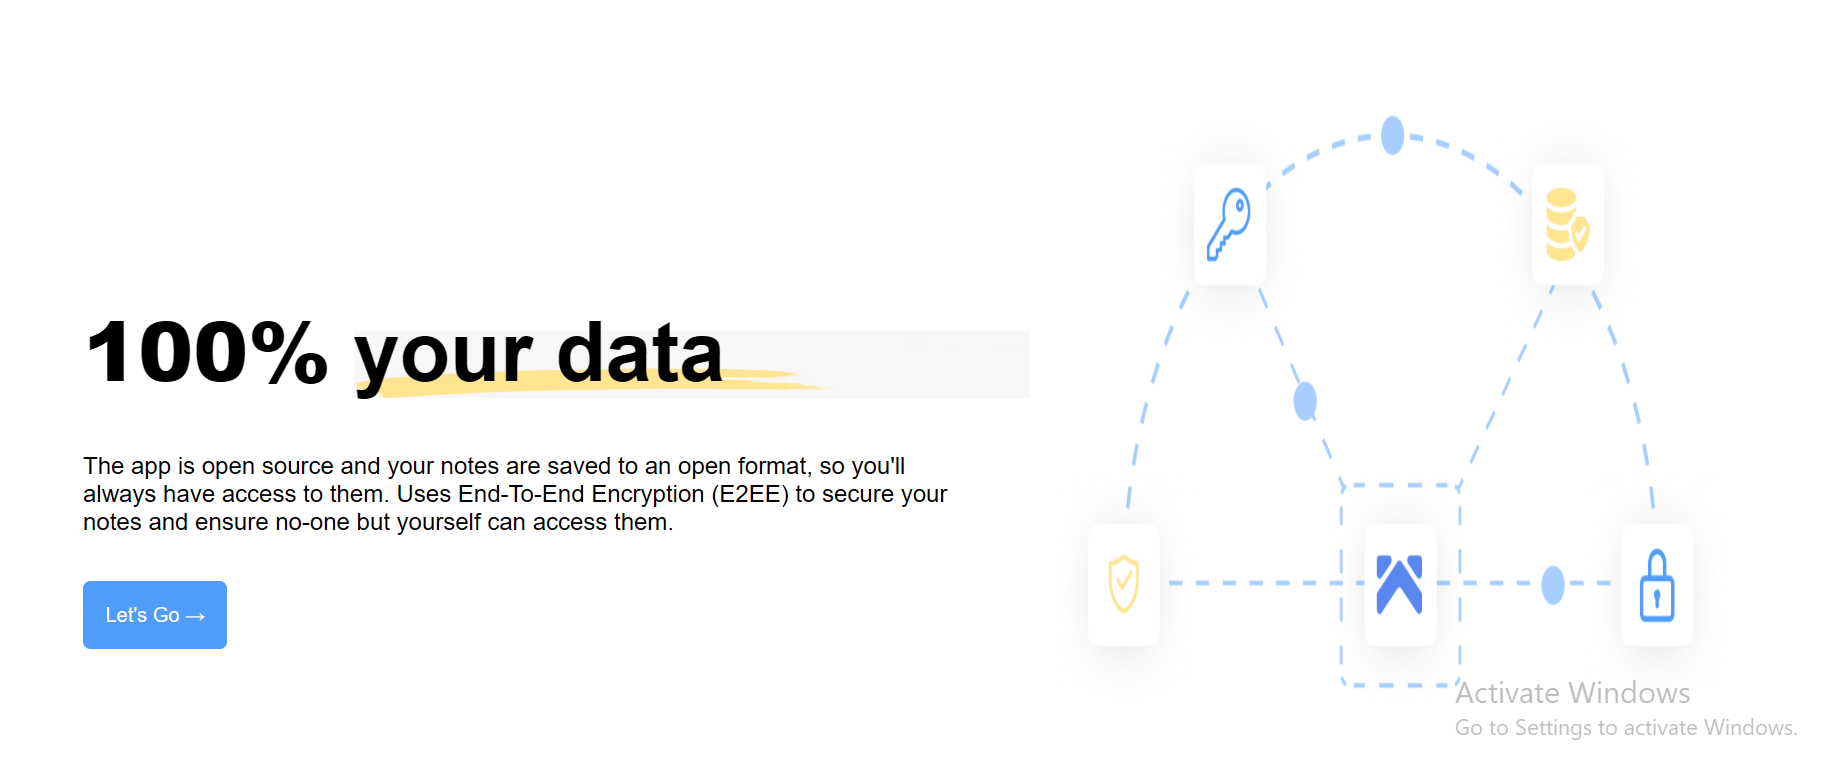 100% your data
The app is open source and your notes are saved to an open format, so you'll
always have access to them. Uses End-To-End Encryption (E2EE) to secure your
notes and ensure no-one but yourself can access them.
Let's Go →
Activate Windows
Go to Settings to activate Windows.